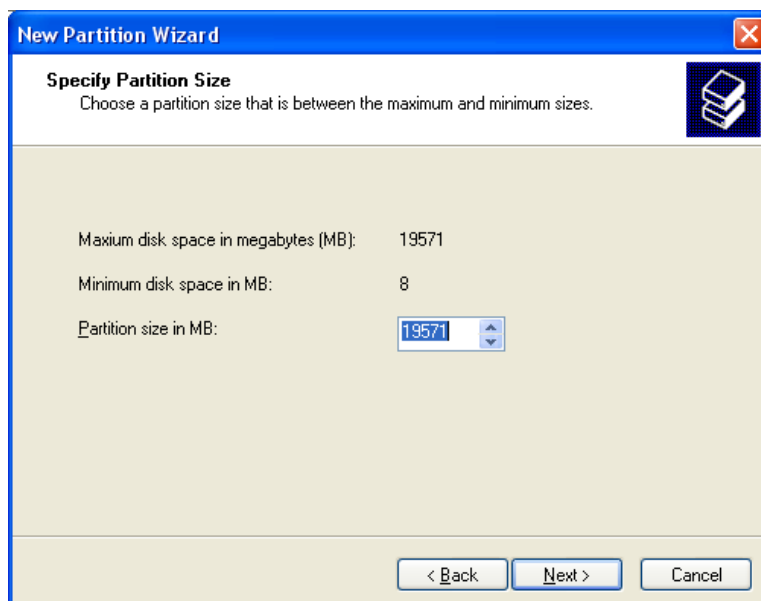 New Partition Wizard
Specify Partition Size
Choose a partition size that is between the maximum and minimum sizes.
Maxium disk space in megabytes (MB): 19571
Minimum disk space in MB: 8
Partition size in MB: 19571
< Back Next > Cancel